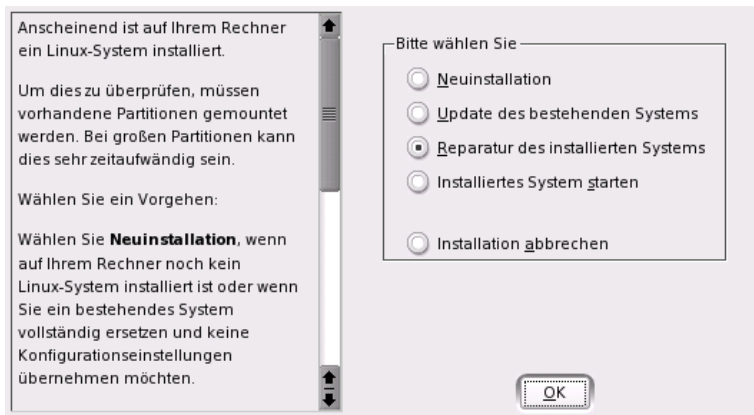 Anscheinend ist auf Ihrem Rechner
ein Linux-System installiert.
Um dies zu überprüfen, müssen
vorhandene Partitionen gemountet
werden. Bei großen Partitionen kann
dies sehr zeitaufwändig sein.
Wählen Sie ein Vorgehen:
Wählen Sie Neuinstallation, wenn
auf Ihrem Rechner noch kein
Linux-System installiert ist oder wenn
Sie ein bestehendes System
vollständig ersetzen und keine
Konfigurationseinstellungen
übernehmen möchten.
Bitte wählen Sie
Neuinstallation
Update des bestehenden Systems
Reparatur des installierten Systems
Installiertes System starten
Installation abbrechen
OK